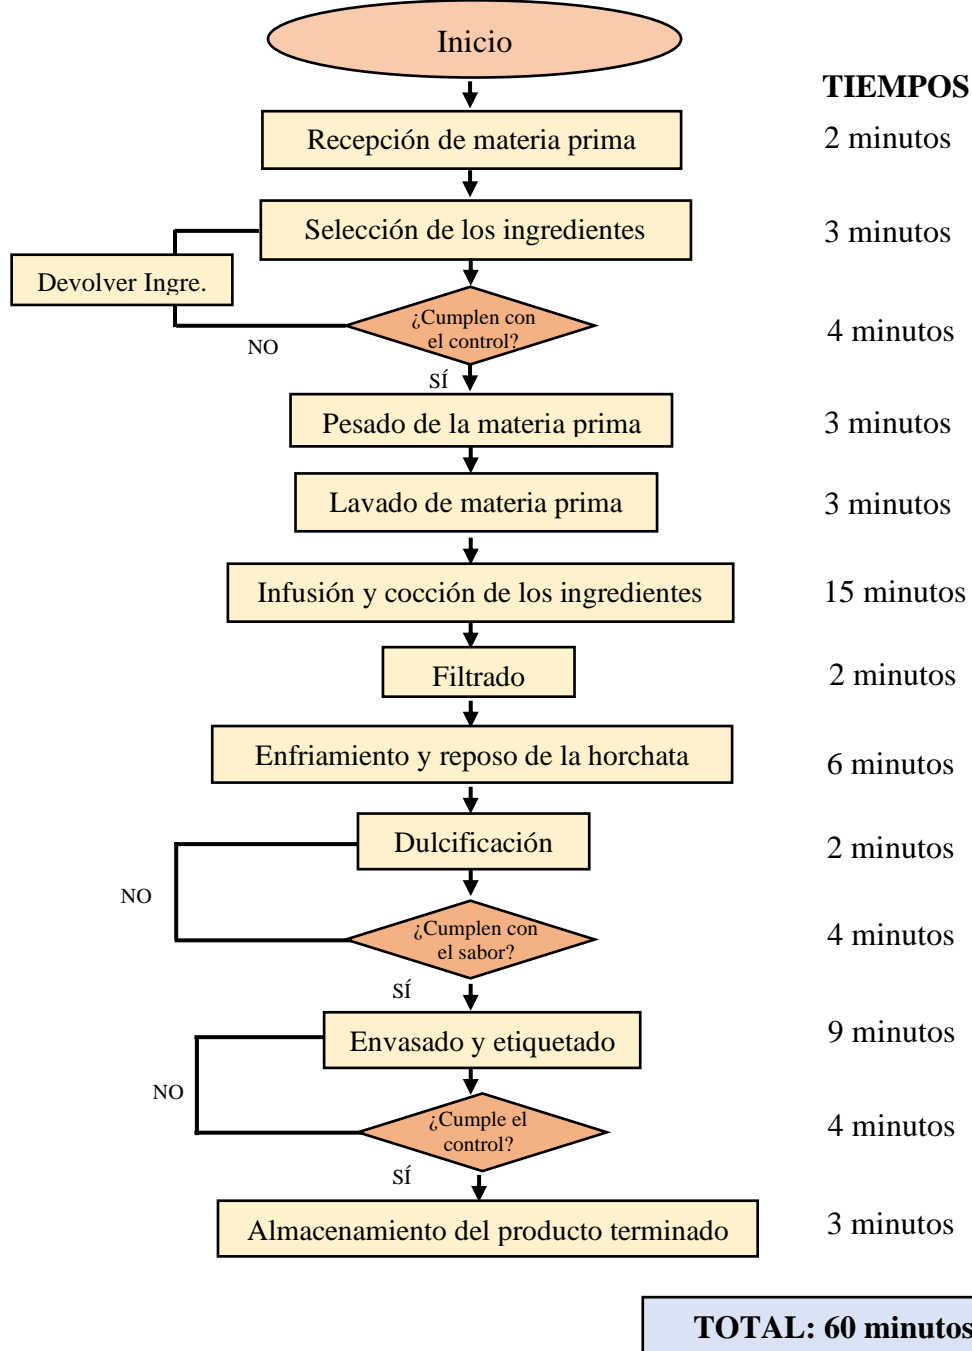 Inicio
TIEMPOS
Recepción de materia prima
2 minutos
Selección de los ingredientes
3 minutos
Devolver Ingre.
¿Cumplen con
el control?
4 minutos
NO
SÍ
Pesado de la materia prima
3 minutos
Lavado de materia prima
3 minutos
Infusión y cocción de los ingredientes
15 minutos
Filtrado
2 minutos
Enfriamiento y reposo de la horchata
6 minutos
Dulcificación
2 minutos
NO
¿Cumplen con
el sabor?
4 minutos
SÍ
Envasado y etiquetado
9 minutos
NO
¿Cumple el
control?
4 minutos
SÍ
Almacenamiento del producto terminado
3 minutos
TOTAL: 60 minutos